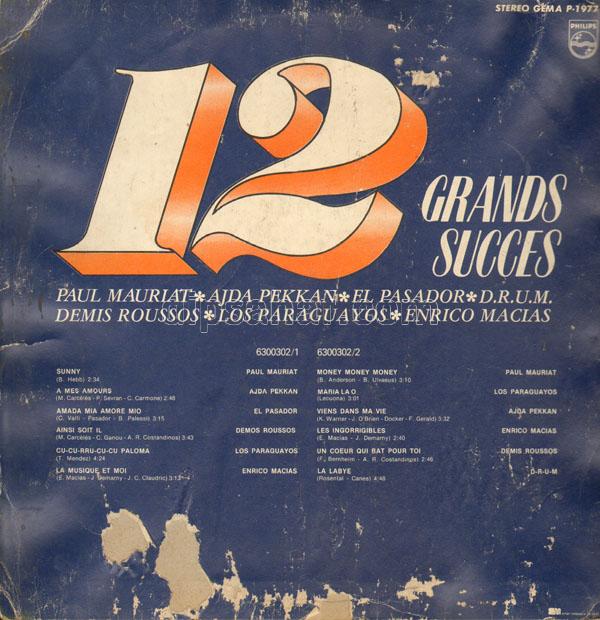 STEREO GEMA P-1977
PHILIPS
12
GRANDS
SUCCES
PAUL MAURIAT*AJDA PEKKAN*EL PASADOR*D.R.U.M.
DEMIS ROUSSOS*LOS PARAGUAYOS*ENRICO MACIAS
6300302/1
SUNNY PAUL MAURIAT
(B. Hebb) 2:34
A MES AMOURS AJDA PEKKAN
(M. Carcélès - P. Sevran - C. Carmone) 2:48
AMADA MIA AMORE MIO EL PASADOR
(C. Valli - Pasador - B. Palessi) 3:15
AINSI SOIT IL DEMOS ROUSSOS
(M. Carcélès - C. Ganou - A. R. Costandinos) 3:43
CU-CU-RRU-CU-CU PALOMA LOS PARAGUAYOS
(T. Mendez) 4:24
LA MUSIQUE ET MOI ENRICO MACIAS
(E. Macias - J. Demarny - J. C. Claudric)
6300302/2
MONEY MONEY MONEY PAUL MAURIAT
(B. Anderson - B. Ulvaeus) 3:10
MARIA LA O LOS PARAGUAYOS
(Lecuona) 3:01
VIENS DANS MA VIE AJDA PEKKAN
(K. Warner - J. O'Brien - Docker - F. Gerald) 3:32
LES INGORRIGIBLES ENRICO MACIAS
(E. Macias - J. Demarny) 2:40
UN COEUR QUI BAT POUR TOI DEMIS ROUSSOS
(F. Bernheim - A. R. Costandinos) 2:46
LA LABYE D-R-U-M
(Rosental - Canes) 4:48